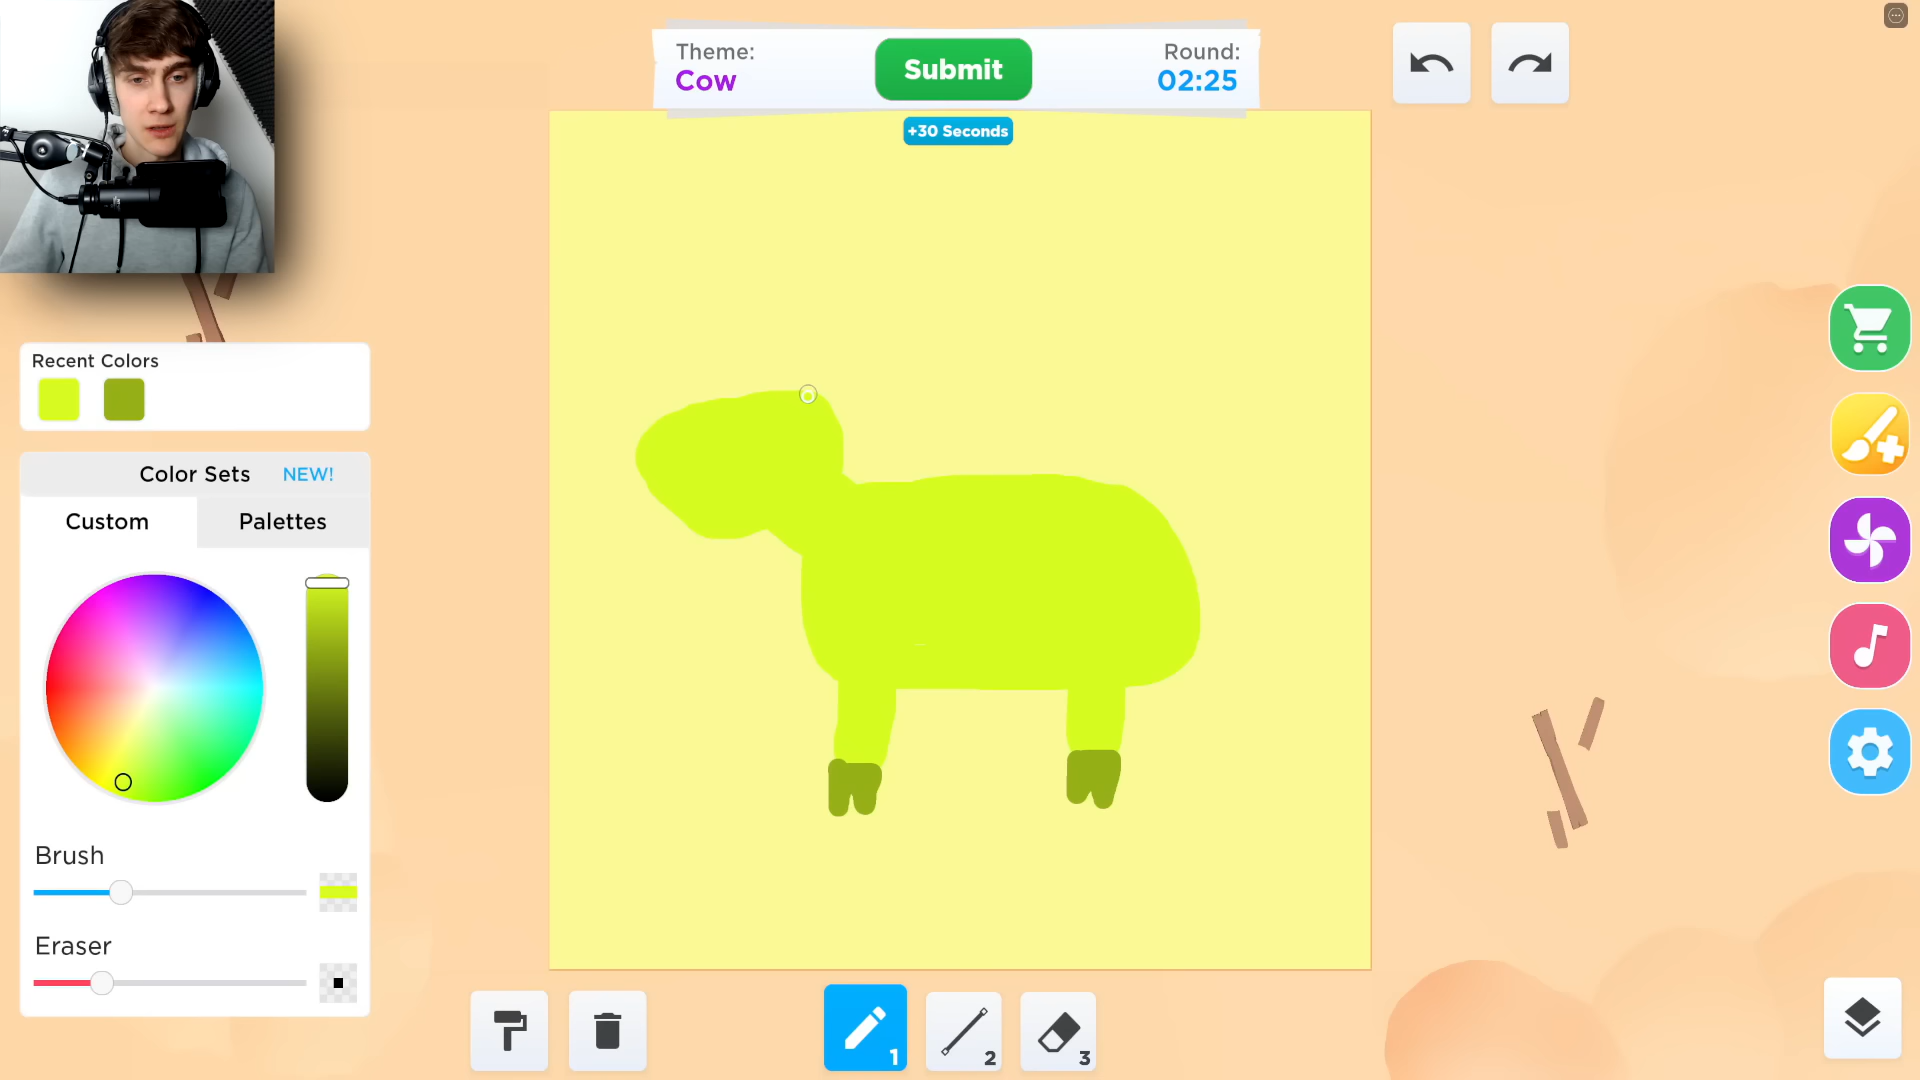 Theme:
Cow
Submit
Round:
02:25
+30 Seconds
Recent Colors
Color Sets NEW!
Custom Palettes
Brush
Eraser
1
2
3